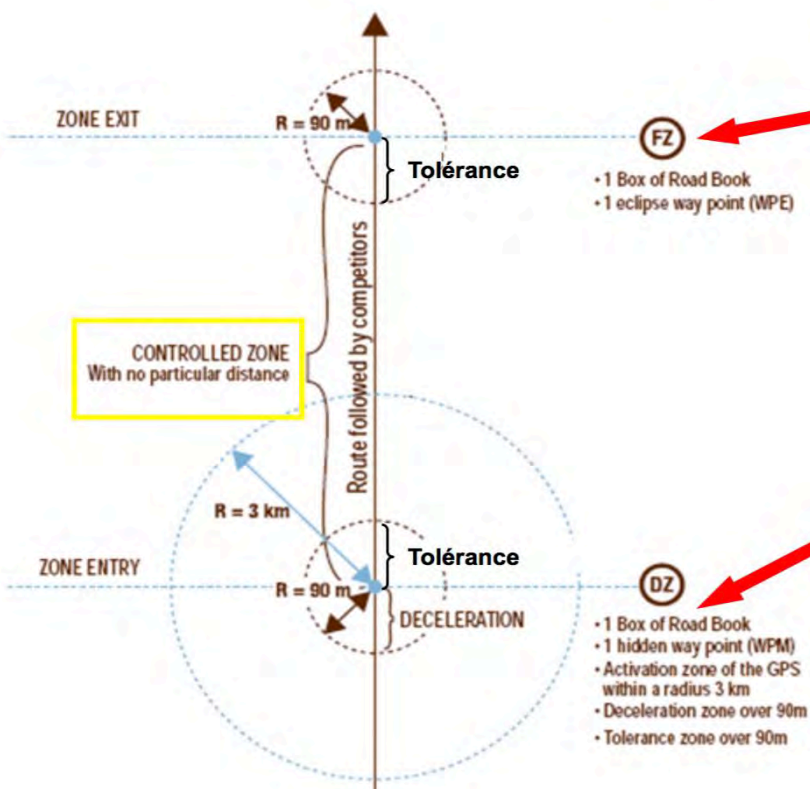 ZONE EXIT
R = 90 m
FZ
Tolérance
• 1 Box of Road Book
• 1 eclipse way point (WPE)
Route followed by competitors
CONTROLLED ZONE
With no particular distance
R = 3 km
Tolérance
ZONE ENTRY
R = 90 m
DZ
DECELERATION
• 1 Box of Road Book
• 1 hidden way point (WPM)
• Activation zone of the GPS
within a radius 3 km
• Deceleration zone over 90m
• Tolerance zone over 90m